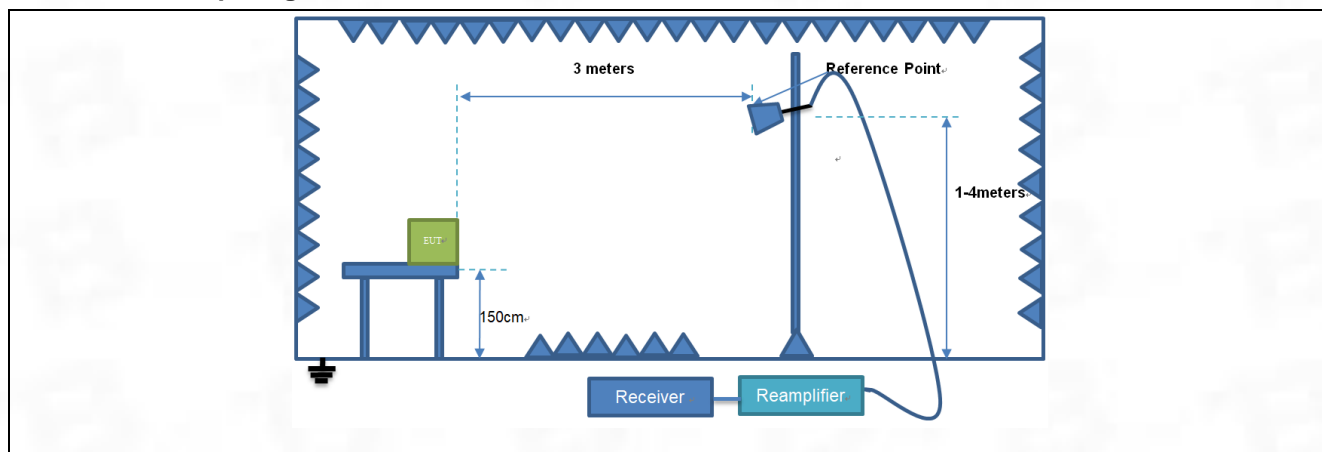 3 meters
Reference Point
1-4meters
EUT
150cm
Receiver
Reamplifier